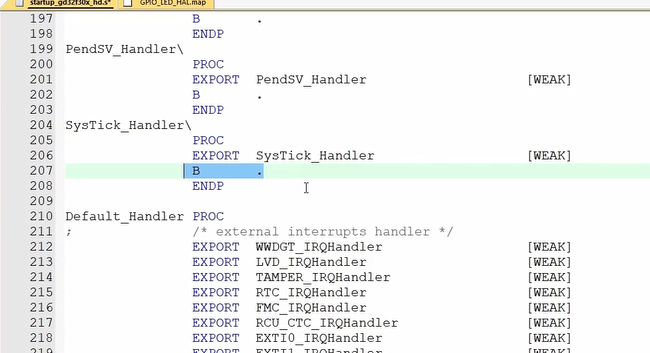 startup_gd32f30x_hd.s* GPIO_LED_HAL.map
197 B .
198 ENDP
199 PendSV_Handler\
200 PROC
201 EXPORT PendSV_Handler [WEAK]
202 B .
203 ENDP
204 SysTick_Handler\
205 PROC
206 EXPORT SysTick_Handler [WEAK]
207 B .
208 ENDP
209
210 Default_Handler PROC
211 ; /* external interrupts handler */
212 EXPORT WWDGT_IRQHandler [WEAK]
213 EXPORT LVD_IRQHandler [WEAK]
214 EXPORT TAMPER_IRQHandler [WEAK]
215 EXPORT RTC_IRQHandler [WEAK]
216 EXPORT FMC_IRQHandler [WEAK]
217 EXPORT RCU_CTC_IRQHandler [WEAK]
218 EXPORT EXTI0_IRQHandler [WEAK]
219 EXPORT EXTI1_IRQHandler [WEAK]